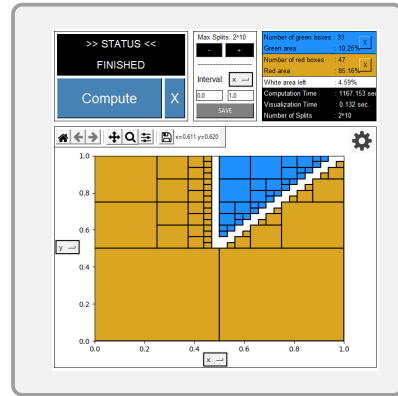 >> STATUS <<
FINISHED
Compute
X
Max Splits: 2^10
-
+
Interval: x
0.0
1.0
SAVE
Number of green boxes : 33
Green area : 10.25%
X
Number of red boxes : 47
Red area : 85.16%
X
White area left : 4.59%
Computation Time : 1167.153 sec
Visualization Time : 0.132 sec.
Number of Splits : 2^10
x=0.611 y=0.620
1.0
0.8
0.6
y
0.4
0.2
0.0
0.0 0.2 0.4 0.6 0.8 1.0
x